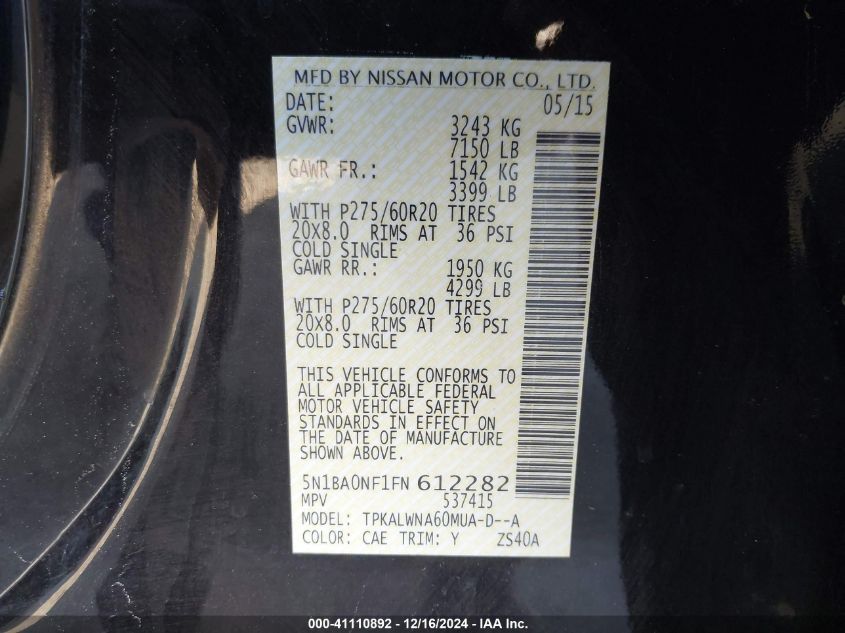 MFD BY NISSAN MOTOR CO., LTD.
DATE: 05/15
GVWR: 3243 KG
7150 LB
GAWR FR.: 1542 KG
3399 LB
WITH P275/60R20 TIRES
20X8.0 RIMS AT 36 PSI
COLD SINGLE
GAWR RR.: 1950 KG
4299 LB
WITH P275/60R20 TIRES
20X8.0 RIMS AT 36 PSI
COLD SINGLE
THIS VEHICLE CONFORMS TO
ALL APPLICABLE FEDERAL
MOTOR VEHICLE SAFETY
STANDARDS IN EFFECT ON
THE DATE OF MANUFACTURE
SHOWN ABOVE.
5N1BA0NF1FN 612282
MPV 537415
MODEL: TPKALWNA60MUA-D--A
COLOR: CAE TRIM: Y ZS40A
000-41110892 - 12/16/2024 - IAA Inc.